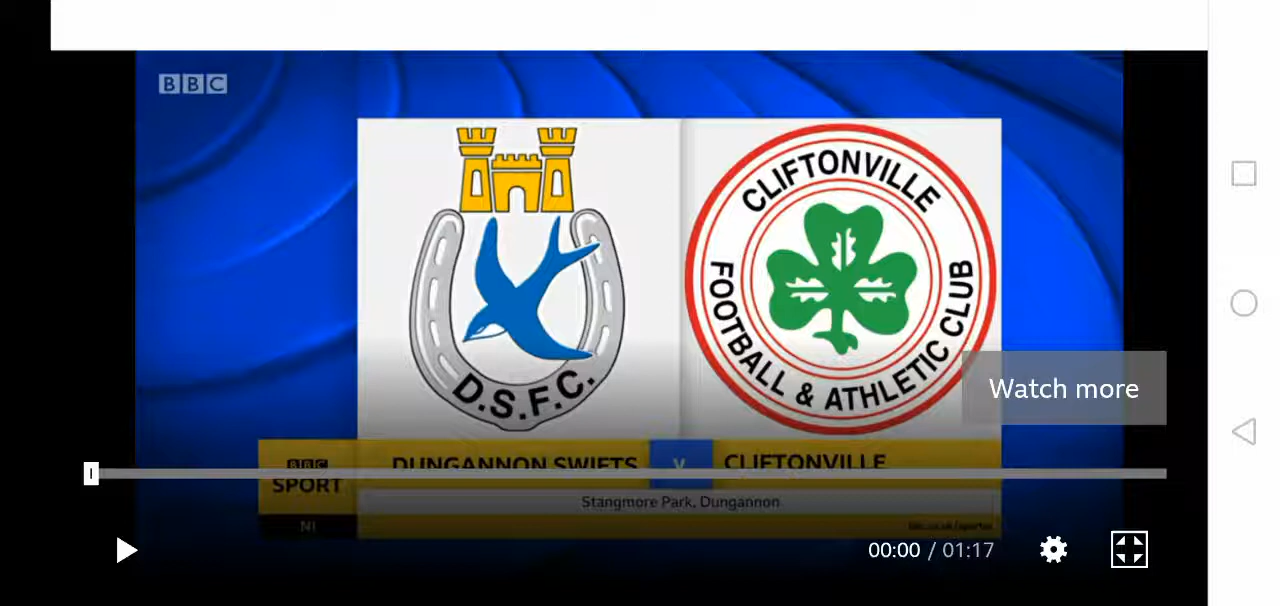 BBC
CLIFTONVILLE
FOOTBALL & ATHLETIC CLUB
D.S.F.C.
Watch more
BBC
SPORT
DUNGANNON SWIFTS
V
CLIFTONVILLE
Stangmore Park, Dungannon
NI
00:00 / 01:17